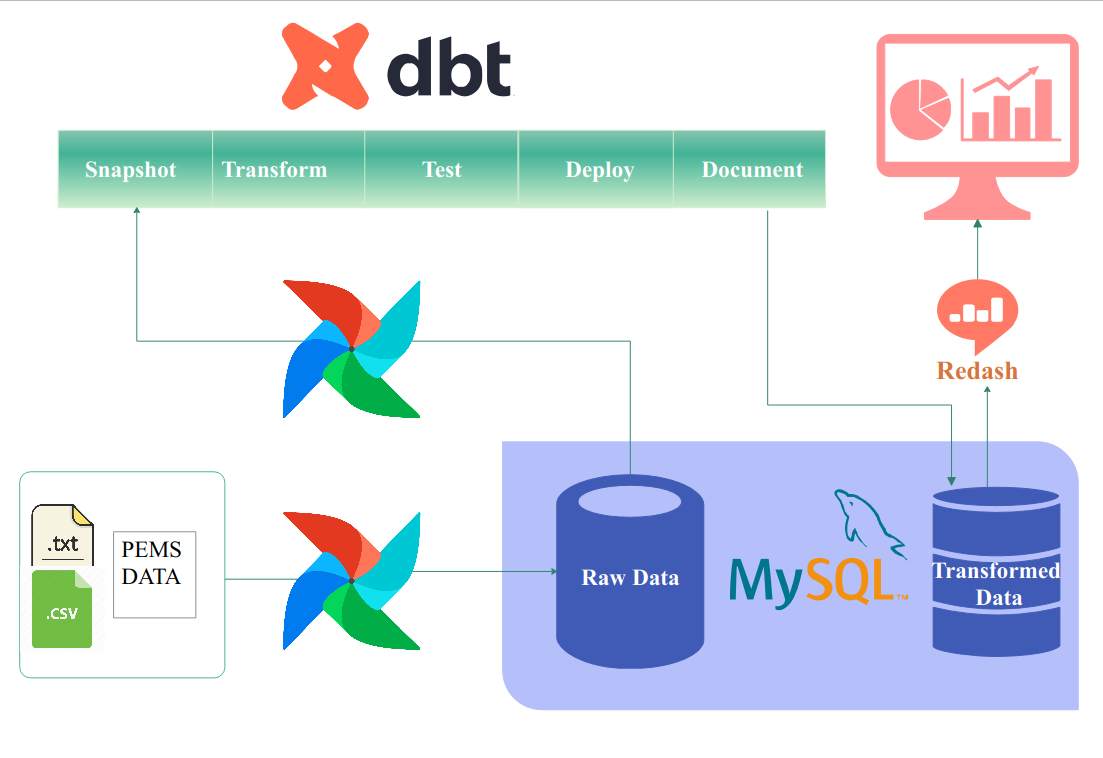 dbt
Snapshot
Transform
Test
Deploy
Document
Redash
.txt
PEMS
DATA
.CSV
Raw Data
MySQL™
Transformed
Data